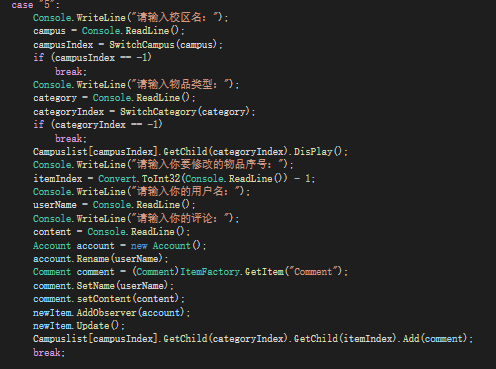 case "5":
Console.WriteLine("请输入校区名：");
campus = Console.ReadLine();
campusIndex = SwitchCampus(campus);
if (campusIndex == -1)
break;
Console.WriteLine("请输入物品类型：");
category = Console.ReadLine();
categoryIndex = SwitchCategory(category);
if (categoryIndex == -1)
break;
Campuslist[campusIndex].GetChild(categoryIndex).DisPlay();
Console.WriteLine("请输入你要修改的物品序号：");
itemIndex = Convert.ToInt32(Console.ReadLine()) - 1;
Console.WriteLine("请输入你的用户名：");
userName = Console.ReadLine();
Console.WriteLine("请输入你的评论：");
content = Console.ReadLine();
Account account = new Account();
account.Rename(userName);
Comment comment = (Comment)ItemFactory.GetItem("Comment");
comment.SetName(userName);
comment.setContent(content);
newItem.AddObserver(account);
newItem.Update();
Campuslist[campusIndex].GetChild(categoryIndex).GetChild(itemIndex).Add(comment);
break;